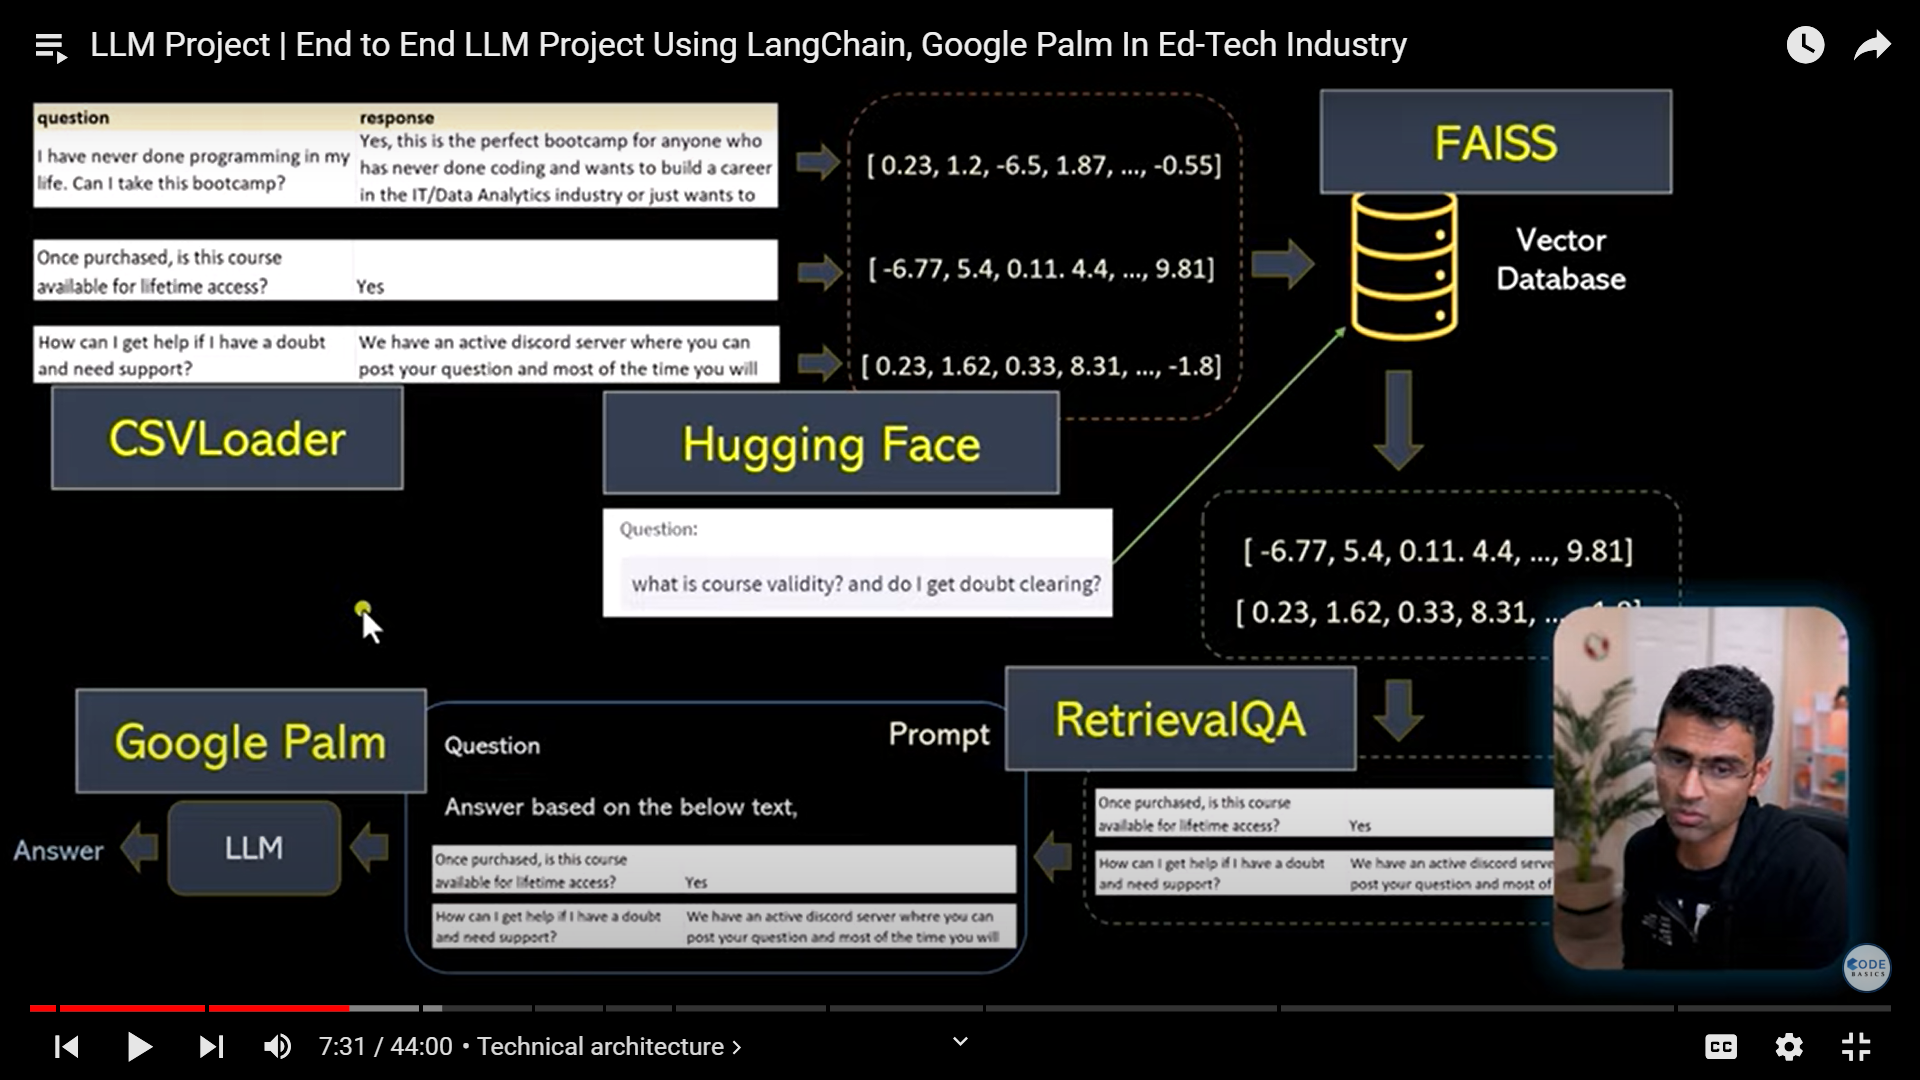 LLM Project | End to End LLM Project Using LangChain, Google Palm In Ed-Tech Industry
question response
I have never done programming in my
life. Can I take this bootcamp?
Yes, this is the perfect bootcamp for anyone who
has never done coding and wants to build a career
in the IT/Data Analytics industry or just wants to
[ 0.23, 1.2, -6.5, 1.87, ..., -0.55]
FAISS
Once purchased, is this course
available for lifetime access? Yes
[ -6.77, 5.4, 0.11. 4.4, ..., 9.81]
Vector
Database
How can I get help if I have a doubt
and need support?
We have an active discord server where you can
post your question and most of the time you will
[ 0.23, 1.62, 0.33, 8.31, ..., -1.8]
CSVLoader
Hugging Face
Question:
what is course validity? and do I get doubt clearing?
[ -6.77, 5.4, 0.11. 4.4, ..., 9.81]
[ 0.23, 1.62, 0.33, 8.31, ...
RetrievalQA
Once purchased, is this course
available for lifetime access? Yes
How can I get help if I have a doubt
and need support?
We have an active discord serve
post your question and most of
Prompt
Question
Answer based on the below text,
Once purchased, is this course
available for lifetime access? Yes
How can I get help if I have a doubt
and need support?
We have an active discord server where you can
post your question and most of the time you will
Google Palm
LLM
Answer
CODE
BASICS
7:31 / 44:00 • Technical architecture >
CC